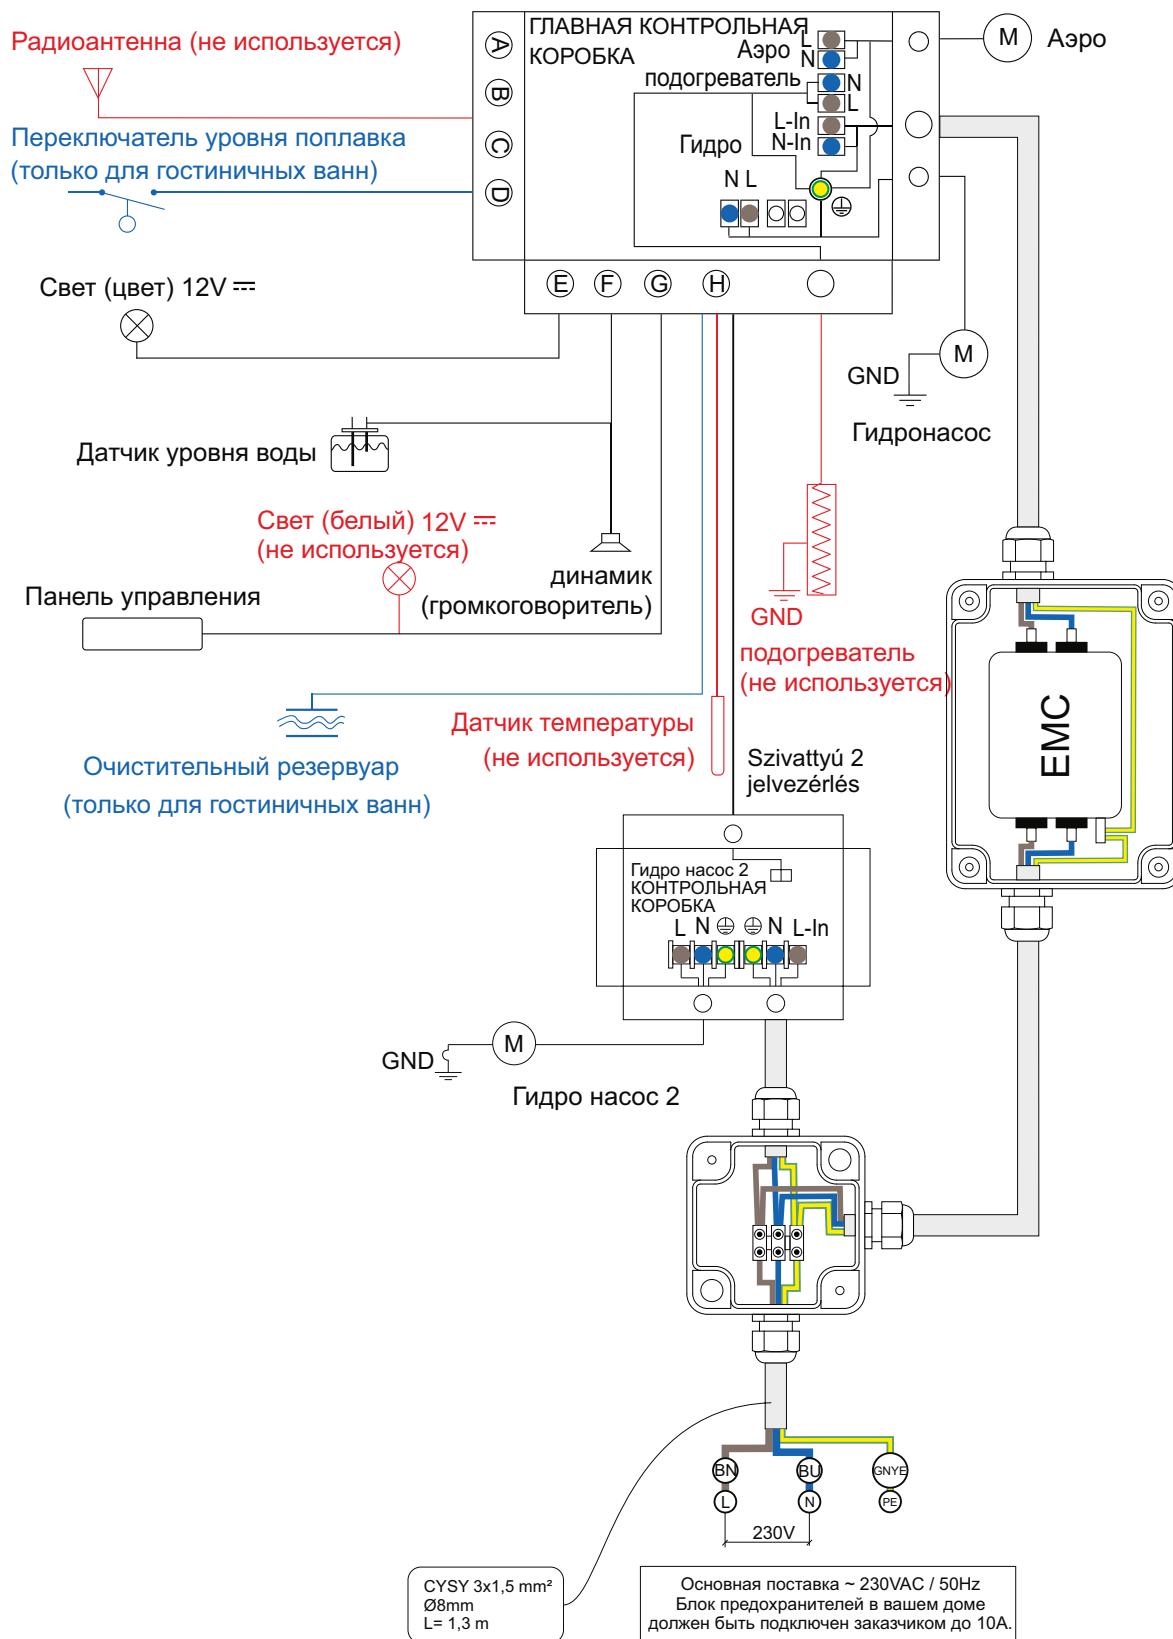 ГЛАВНАЯ КОНТРОЛЬНАЯ
КОРОБКА
Радиоантенна (не используется)
Переключатель уровня поплавка
(только для гостиничных ванн)
A
B
C
D
L
Аэро
N
подогреватель
N
L
L-In
Гидро
N-In
N L
M
Аэро
E
F
G
H
Свет (цвет) 12V
M
GND
Гидронасос
Датчик уровня воды
Свет (белый) 12V
(не используется)
динамик
(громкоговоритель)
Панель управления
GND
подогреватель
(не используется)
EMC
Датчик температуры
(не используется)
Очистительный резервуар
(только для гостиничных ванн)
Szivattyú 2
jelvezérlés
Гидро насос 2
КОНТРОЛЬНАЯ
КОРОБКА
L N N L-In
GND
M
Гидро насос 2
BN
BU
GNYE
L
N
PE
230V
CYSY 3x1,5 mm²
Ø8mm
L= 1,3 m
Основная поставка ~ 230VAC / 50Hz
Блок предохранителей в вашем доме
должен быть подключен заказчиком до 10A.